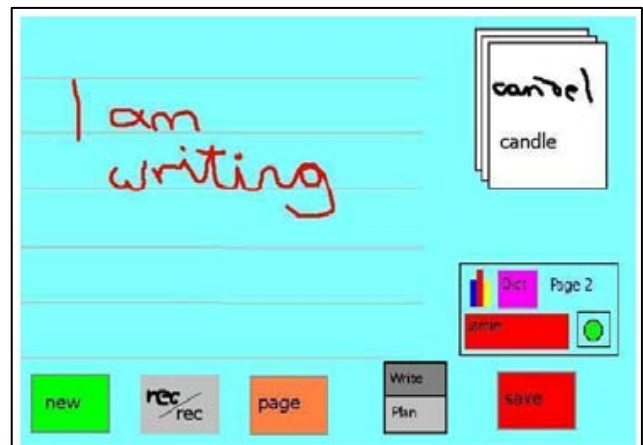 I am
writing
candel
candle
Dict Page 2
new
rec
rec
page
Write
Plan
save